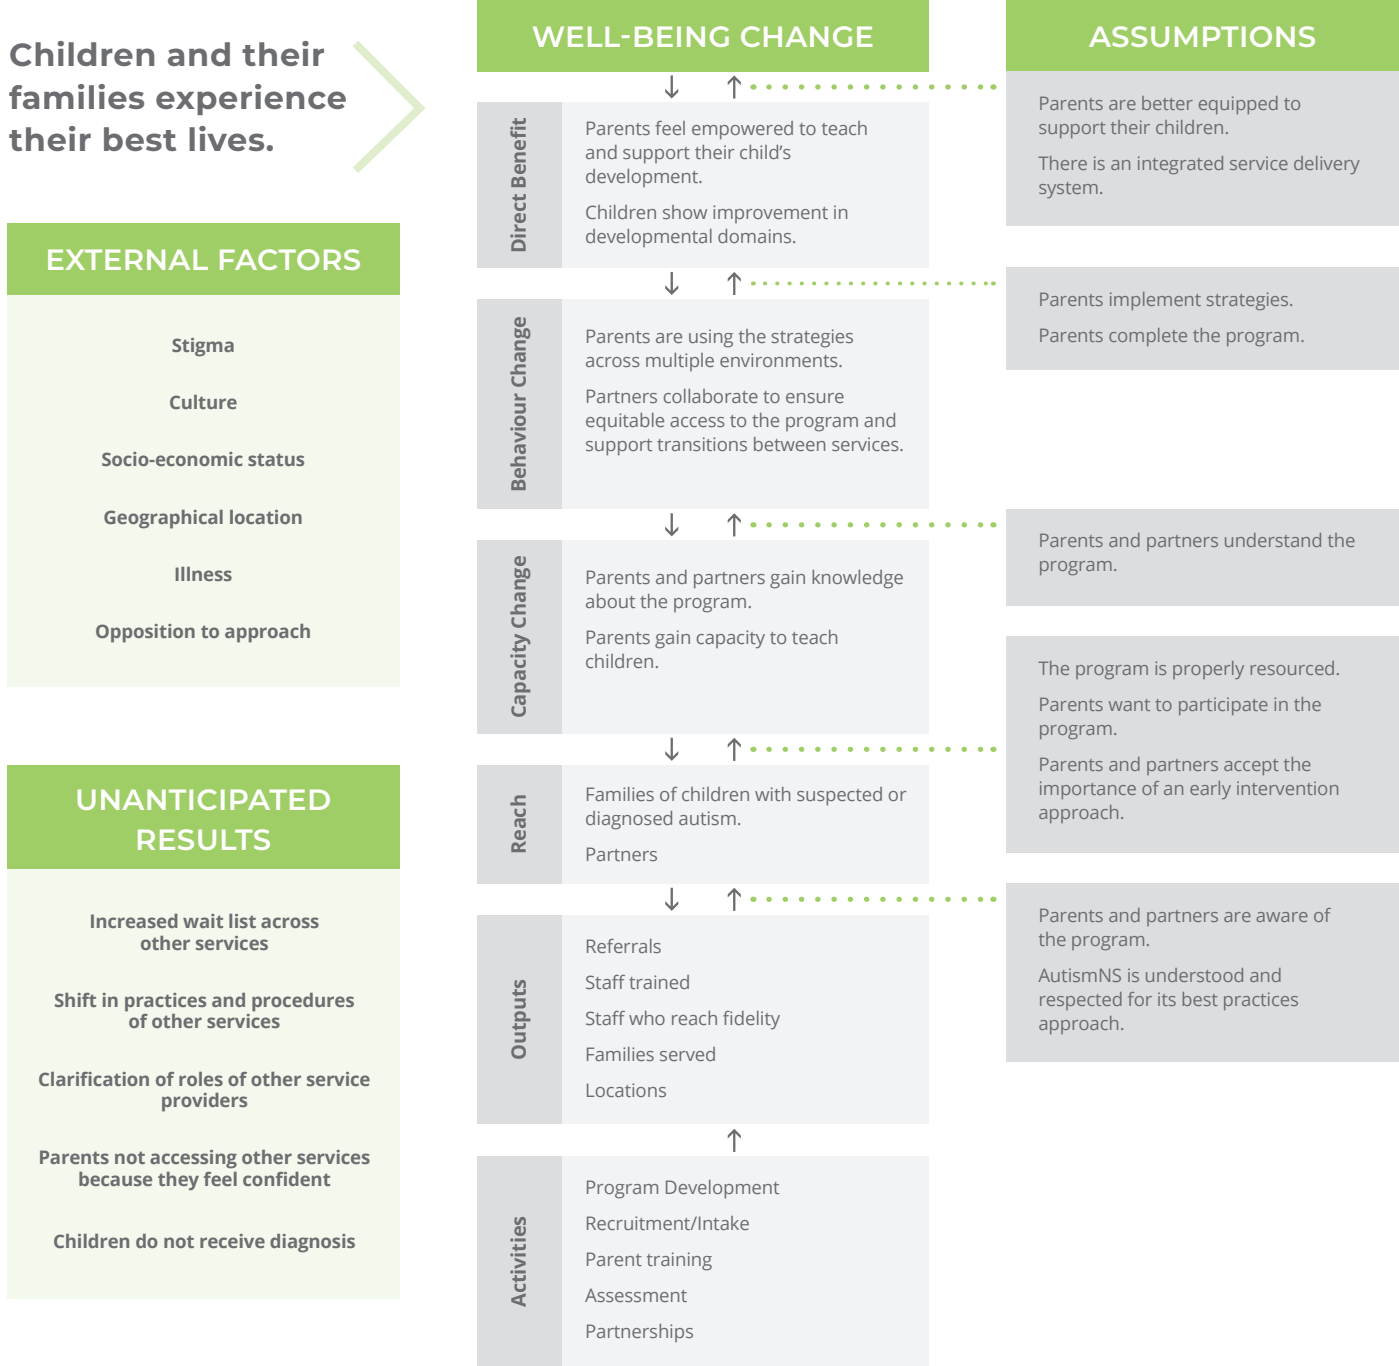 Children and their
families experience
their best lives.
EXTERNAL FACTORS
Stigma
Culture
Socio-economic status
Geographical location
Illness
Opposition to approach
UNANTICIPATED
RESULTS
Increased wait list across
other services
Shift in practices and procedures
of other services
Clarification of roles of other service
providers
Parents not accessing other services
because they feel confident
Children do not receive diagnosis
WELL-BEING CHANGE
Direct Benefit
Parents feel empowered to teach
and support their child’s
development.
Children show improvement in
developmental domains.
Behaviour Change
Parents are using the strategies
across multiple environments.
Partners collaborate to ensure
equitable access to the program and
support transitions between services.
Capacity Change
Parents and partners gain knowledge
about the program.
Parents gain capacity to teach
children.
Reach
Families of children with suspected or
diagnosed autism.
Partners
Outputs
Referrals
Staff trained
Staff who reach fidelity
Families served
Locations
Activities
Program Development
Recruitment/Intake
Parent training
Assessment
Partnerships
ASSUMPTIONS
Parents are better equipped to
support their children.
There is an integrated service delivery
system.
Parents implement strategies.
Parents complete the program.
Parents and partners understand the
program.
The program is properly resourced.
Parents want to participate in the
program.
Parents and partners accept the
importance of an early intervention
approach.
Parents and partners are aware of
the program.
AutismNS is understood and
respected for its best practices
approach.